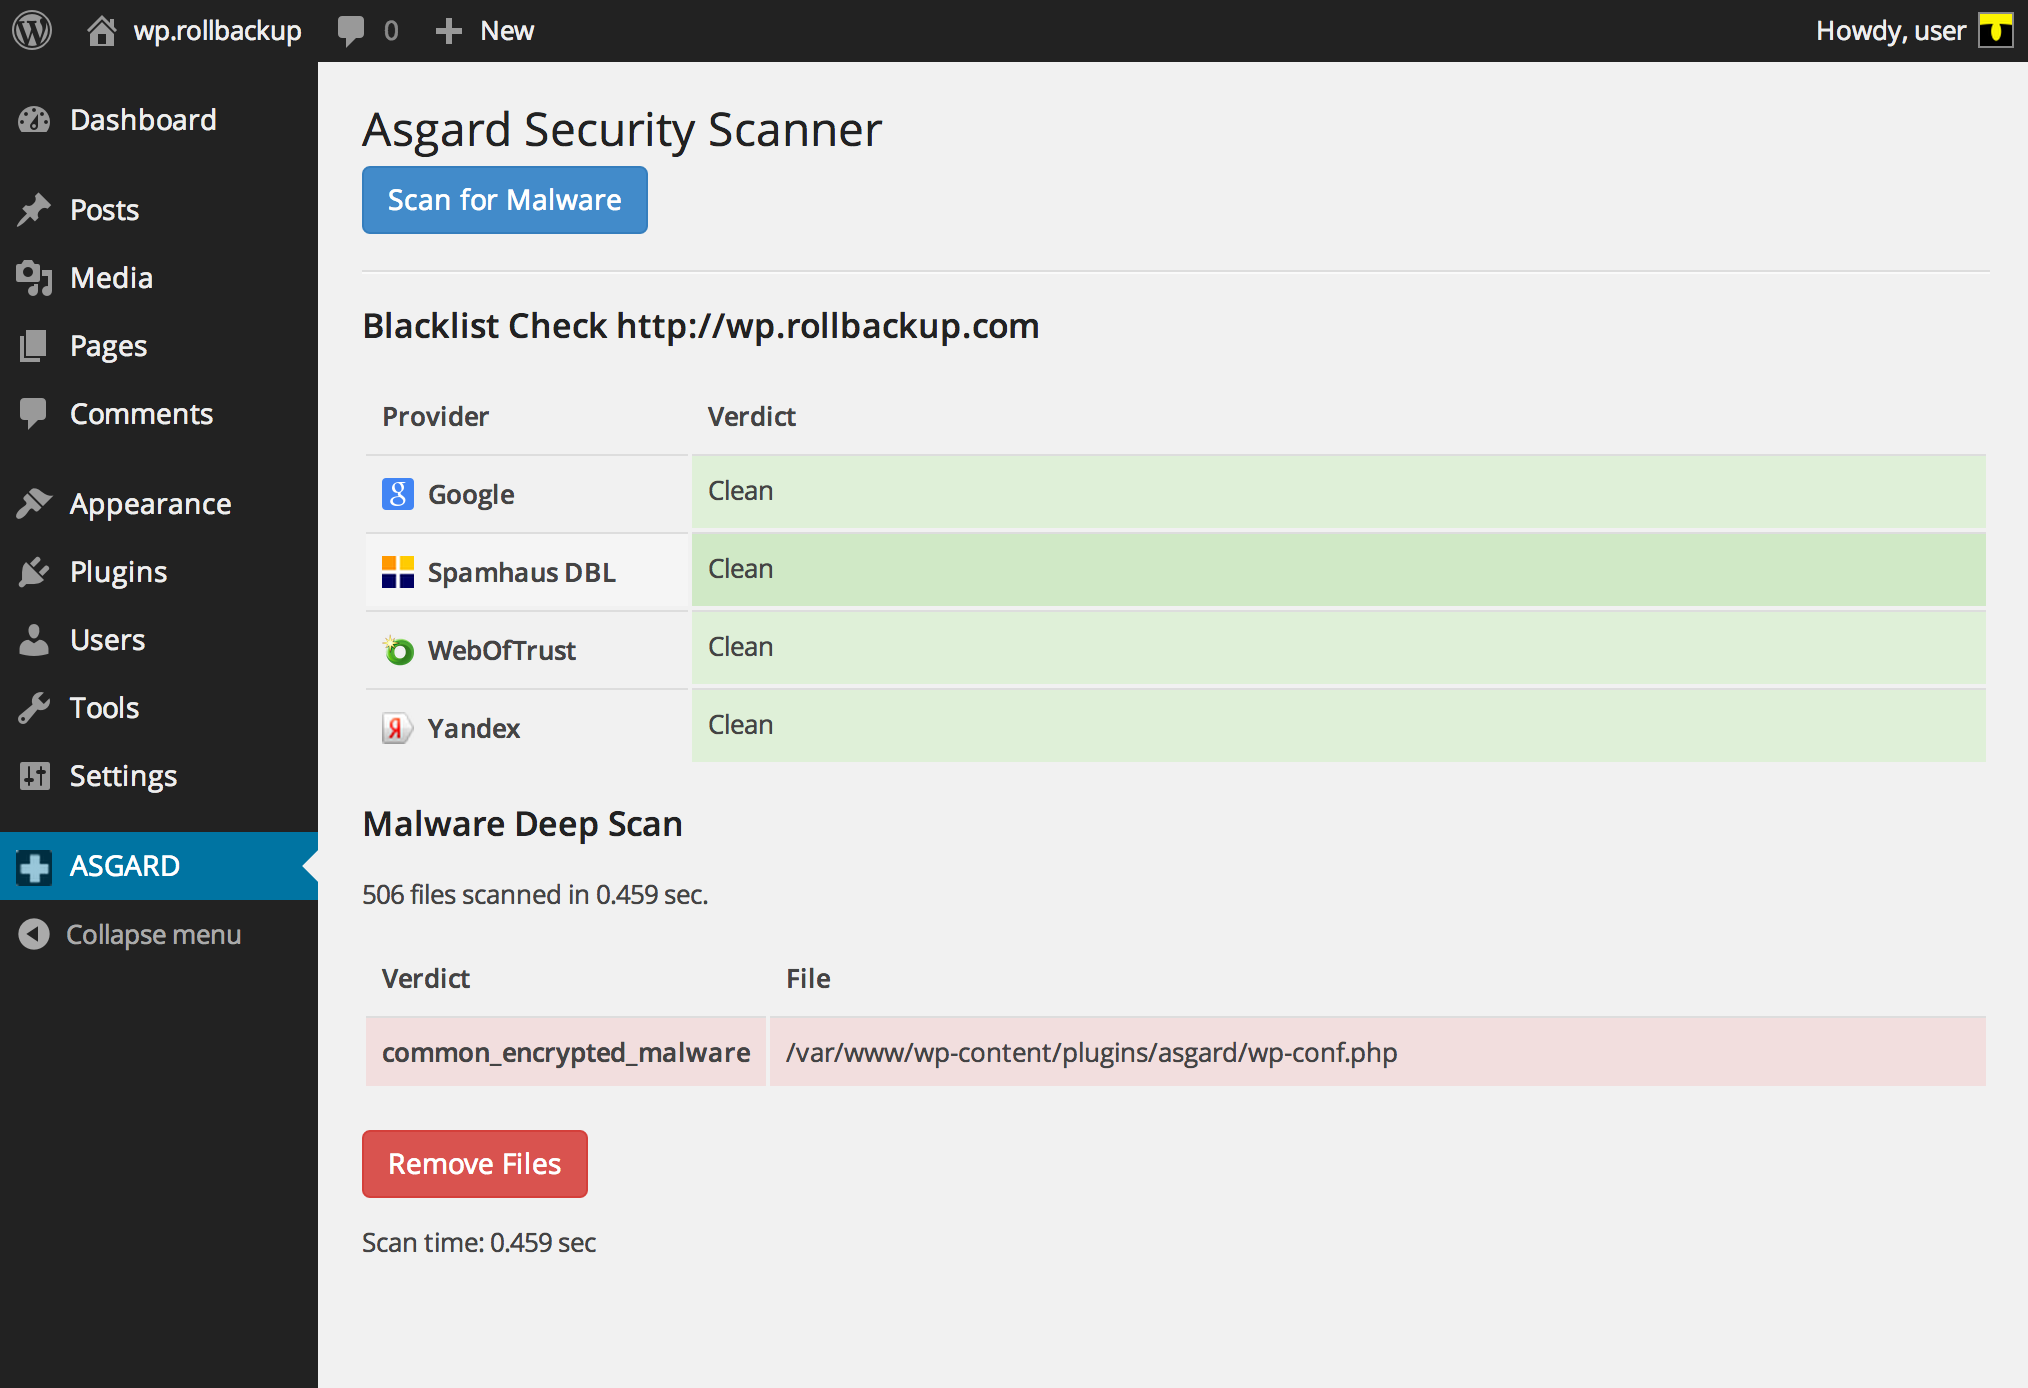 wp.rollbackup 0 New Howdy, user
Dashboard
Posts
Media
Pages
Comments
Appearance
Plugins
Users
Tools
Settings
ASGARD
Collapse menu
Asgard Security Scanner
Scan for Malware
Blacklist Check http://wp.rollbackup.com
Provider Verdict
Google Clean
Spamhaus DBL Clean
WebOfTrust Clean
Yandex Clean
Malware Deep Scan
506 files scanned in 0.459 sec.
Verdict File
common_encrypted_malware /var/www/wp-content/plugins/asgard/wp-conf.php
Remove Files
Scan time: 0.459 sec